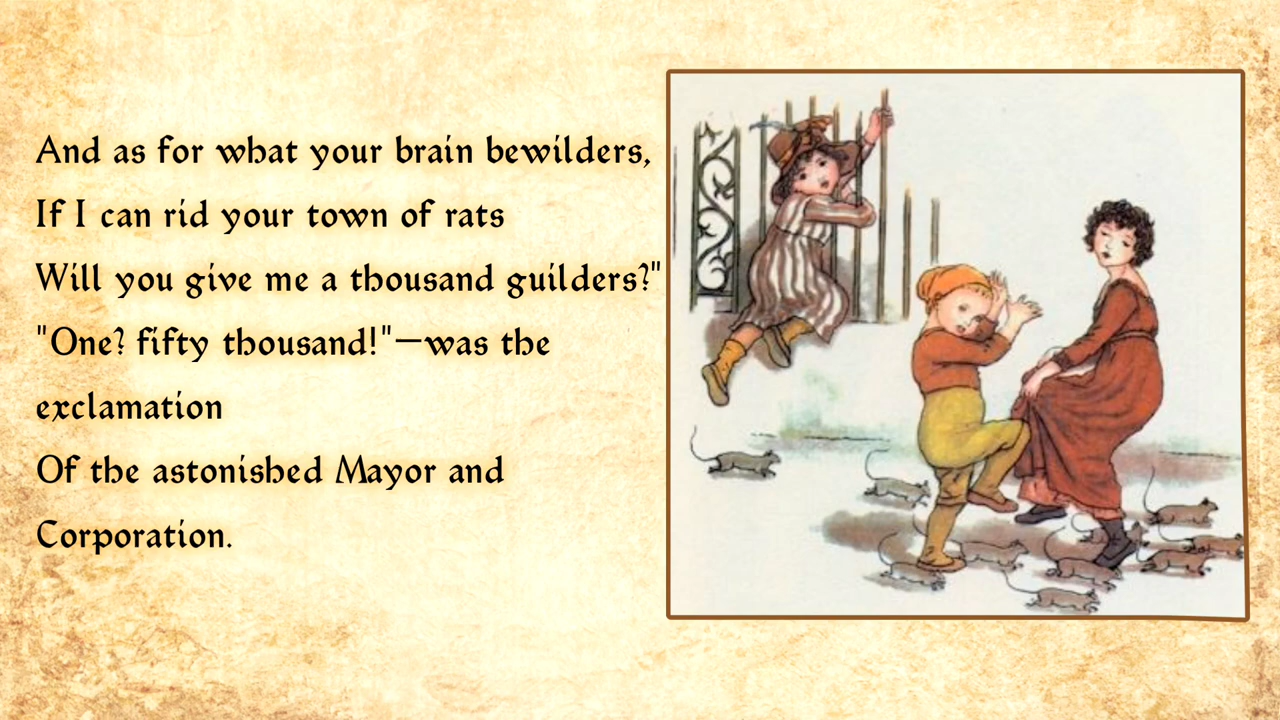 And as for what your brain bewilders,
If I can rid your town of rats
Will you give me a thousand guilders?"
"One? fifty thousand!"—was the
exclamation
Of the astonished Mayor and
Corporation.